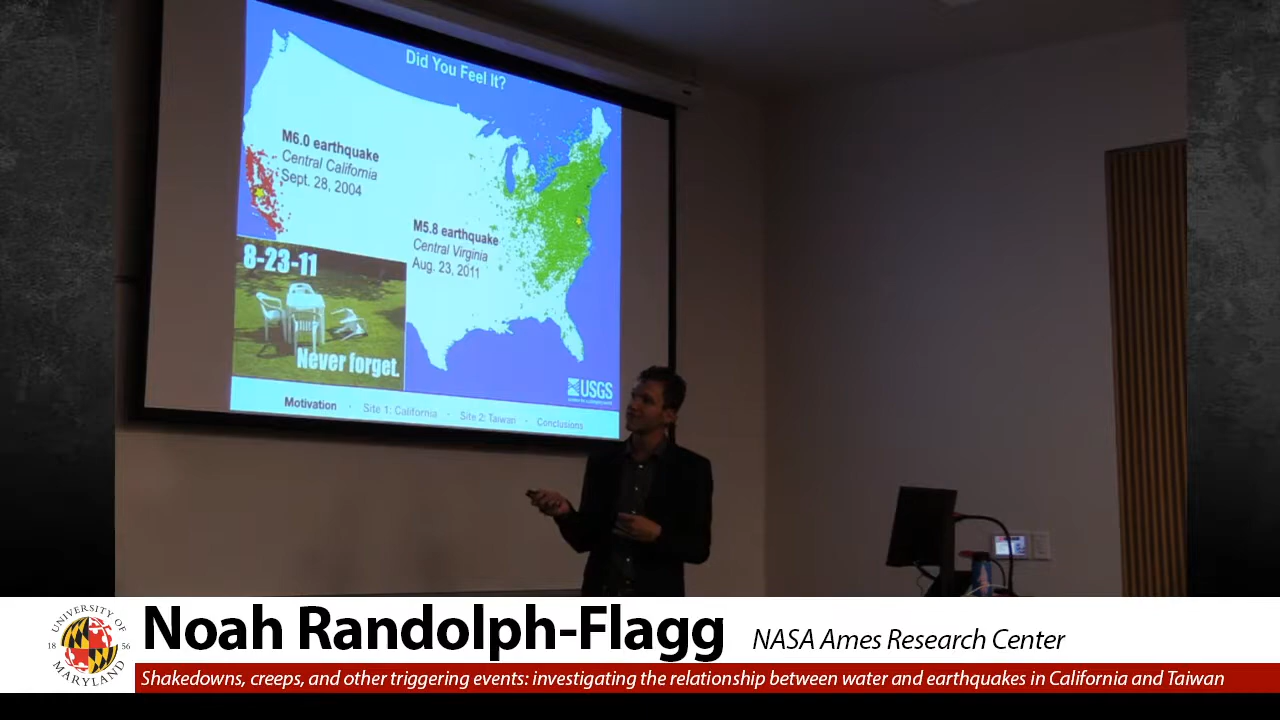 Did You Feel It?
M6.0 earthquake
Central California
Sept. 28, 2004
M5.8 earthquake
Central Virginia
Aug. 23, 2011
8-23-11
Never forget.
USGS
Motivation · Site 1: California · Site 2: Taiwan · Conclusions
UNIVERSITY OF
18 56
MARYLAND
Noah Randolph-Flagg NASA Ames Research Center
Shakedowns, creeps, and other triggering events: investigating the relationship between water and earthquakes in California and Taiwan